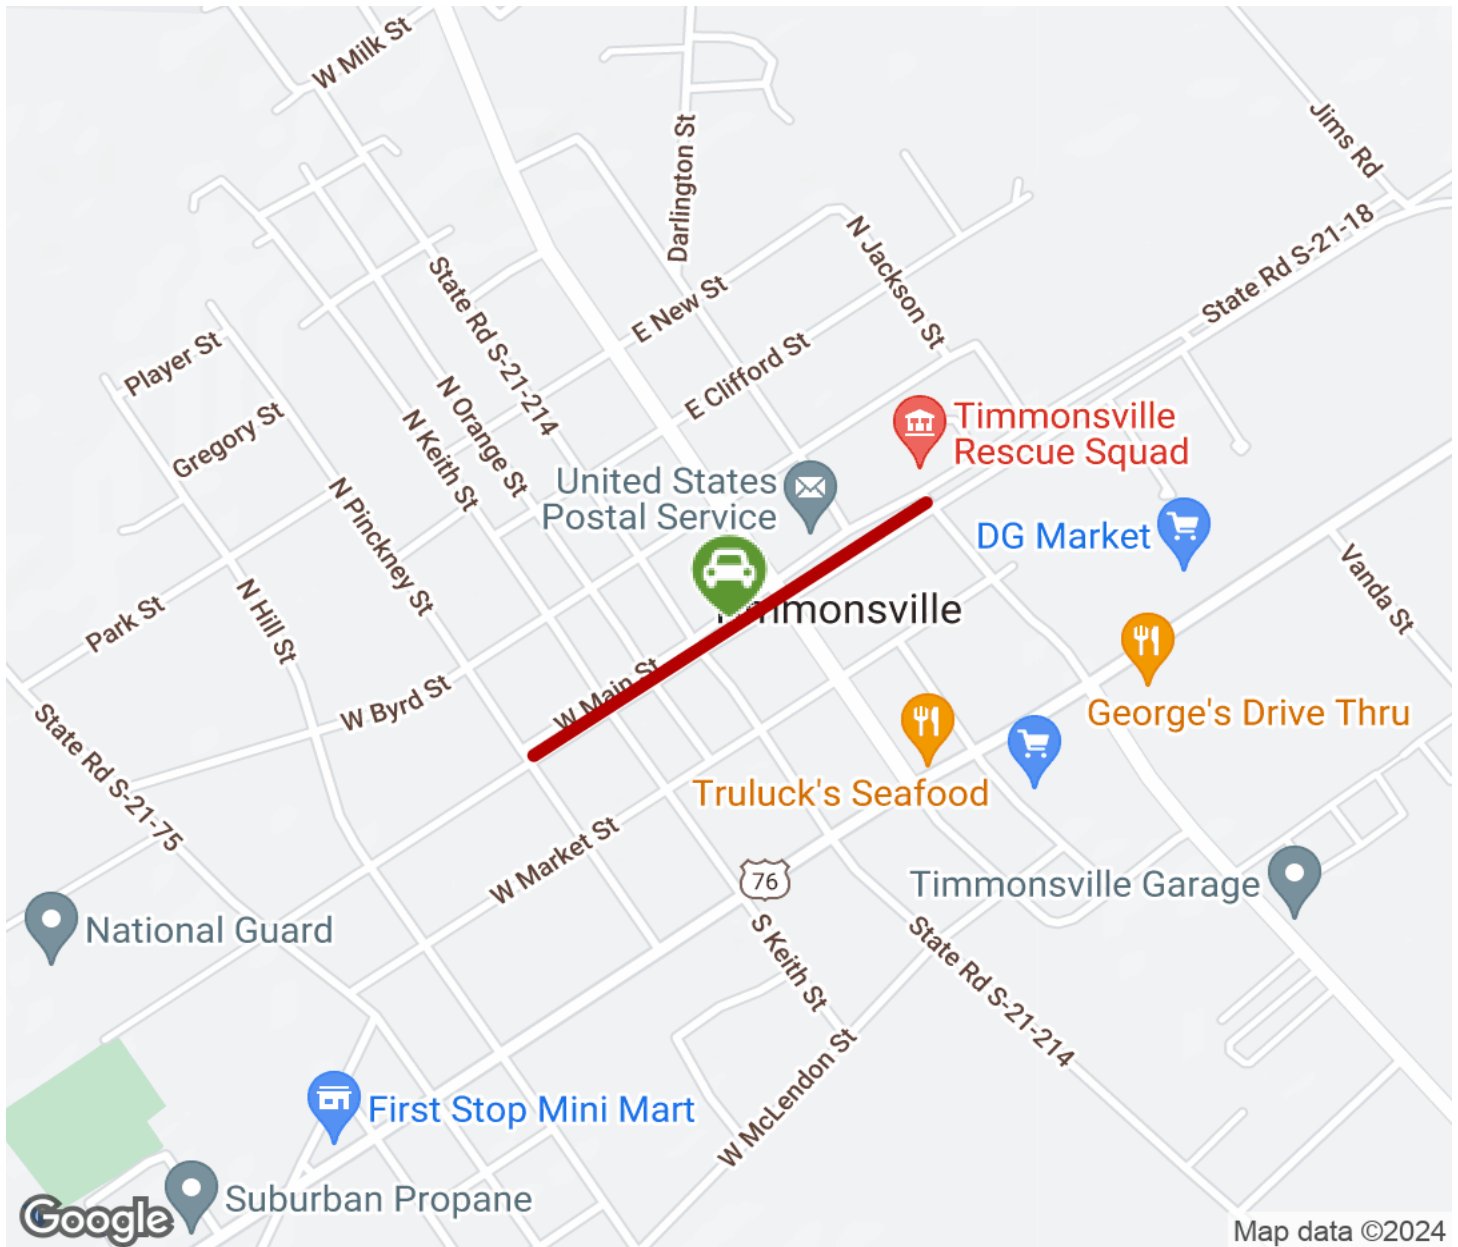 W Milk St
Darlington St
Jims Rd
N Jackson St
State Rd S-21-18
State Rd S-21-214
E New St
Player St
E Clifford St
N Orange St
Gregory St
N Keith St
Timmonsville
Rescue Squad
United States
Postal Service
N Pinckney St
DG Market
Vanda St
N Hill St
Park St
W Main St
W Byrd St
George's Drive Thru
State Rd S-21-75
Truluck's Seafood
W Market St
76
Timmonsville Garage
National Guard
S Keith St
State Rd S-21-214
W McLendon St
First Stop Mini Mart
Suburban Propane
Google
Map data ©2024